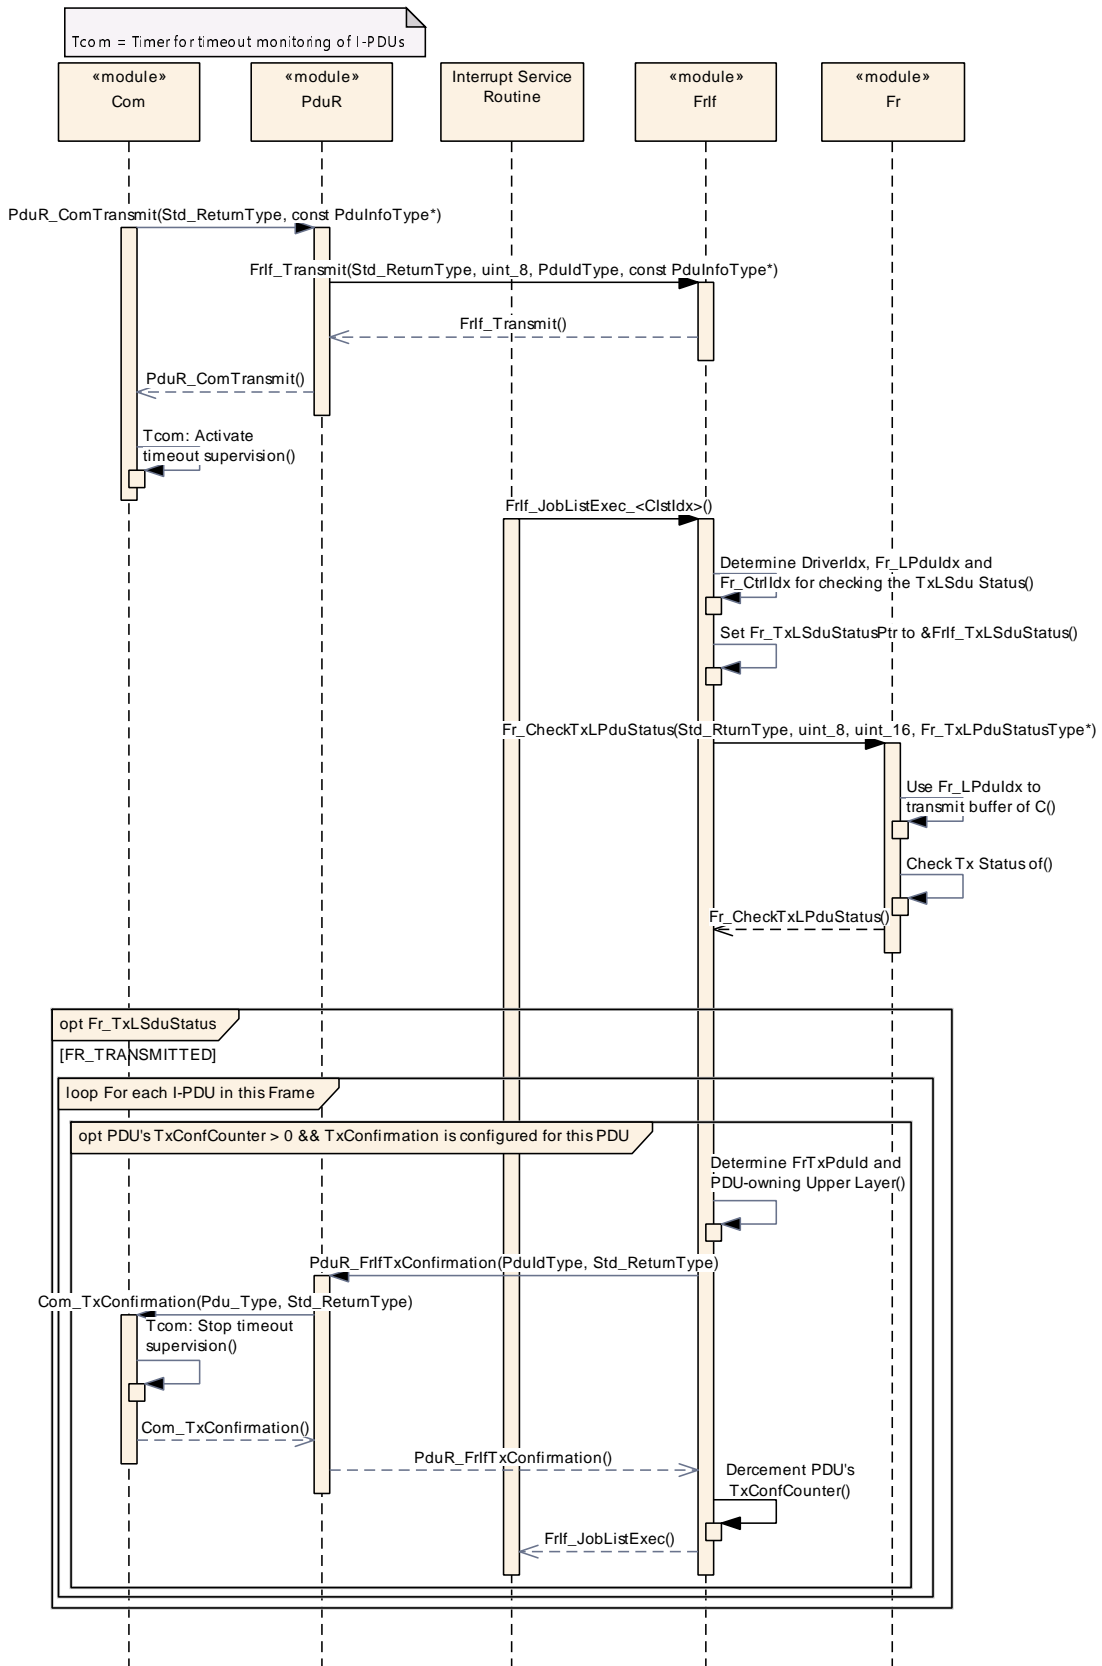 Tcom = Timer for timeout monitoring of I-PDUs
«module»
Com
«module»
PduR
Interrupt Service
Routine
«module»
FrIf
«module»
Fr
PduR_ComTransmit(Std_ReturnType, const PduInfoType*)
FrIf_Transmit(Std_ReturnType, uint_8, PduIdType, const PduInfoType*)
FrIf_Transmit()
PduR_ComTransmit()
Tcom: Activate
timeout supervision()
FrIf_JobListExec_<ClstIdx>()
Determine DriverIdx, Fr_LPduIdx and
Fr_CtrlIdx for checking the TxLSdu Status()
Set Fr_TxLSduStatusPtr to &FrIf_TxLSduStatus()
Fr_CheckTxLPduStatus(Std_RturnType, uint_8, uint_16, Fr_TxLPduStatusType*)
Use Fr_LPduIdx to
transmit buffer of C()
Check Tx Status of()
Fr_CheckTxLPduStatus()
opt Fr_TxLSduStatus
[FR_TRANSMITTED]
loop For each I-PDU in this Frame
opt PDU's TxConfCounter > 0 && TxConfirmation is configured for this PDU
Determine FrTxPduId and
PDU-owning Upper Layer()
PduR_FrIfTxConfirmation(PduIdType, Std_ReturnType)
Com_TxConfirmation(Pdu_Type, Std_ReturnType)
Tcom: Stop timeout
supervision()
Com_TxConfirmation()
PduR_FrIfTxConfirmation()
Dercement PDU's
TxConfCounter()
FrIf_JobListExec()